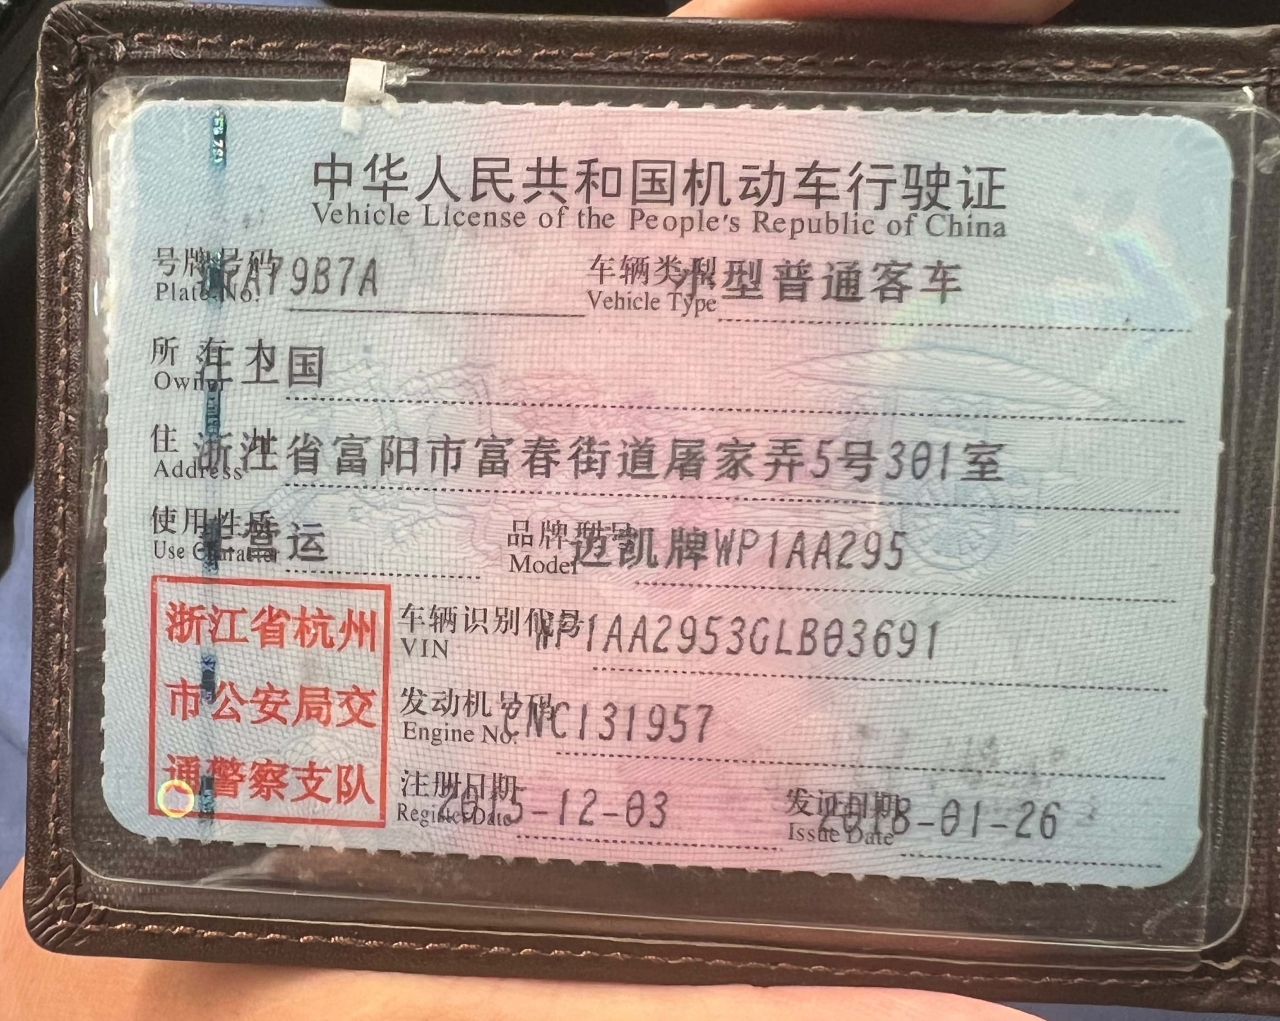 中华人民共和国机动车行驶证
Vehicle License of the People's Republic of China
号牌号码 A79B7A 车辆类型 小型普通客车
Plate No. Vehicle Type
所有人 卫国
Owner
住址 浙江省富阳市富春街道屠家弄5号301室
Address
使用性质 营运 品牌型号 迈凯牌WP1AA295
Use Character Model
浙江省杭州
市公安局交
通警察支队
车辆识别代号 WP1AA2953GLB03691
VIN
发动机号码 CNC131957
Engine No.
注册日期 2015-12-03 发证日期 2018-01-26
Register Date Issue Date